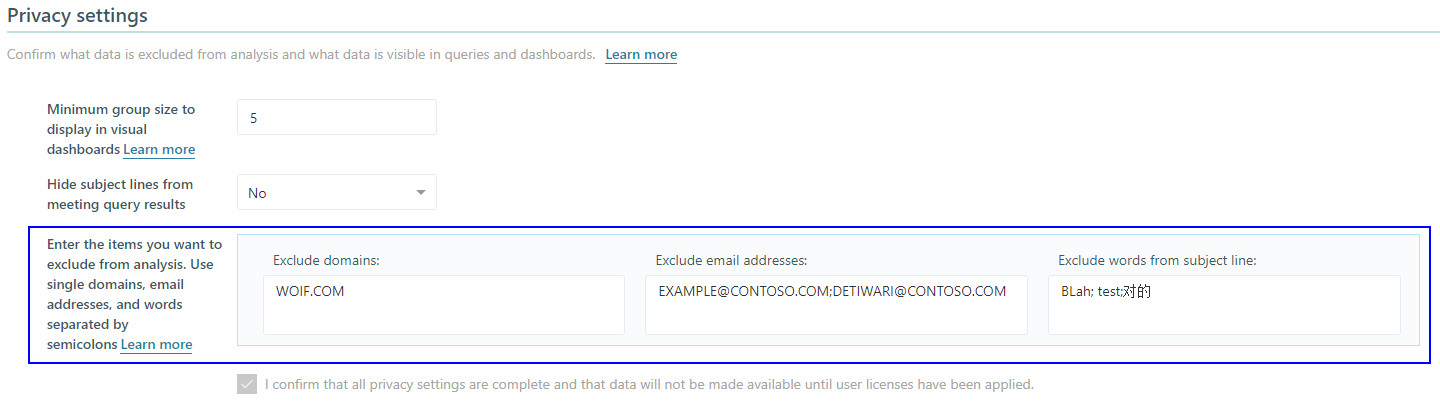 Privacy settings
Confirm what data is excluded from analysis and what data is visible in queries and dashboards. Learn more
Minimum group size to
display in visual
dashboards Learn more
5
Hide subject lines from
meeting query results
No
Enter the items you want to
exclude from analysis. Use
single domains, email
addresses, and words
separated by
semicolons Learn more
Exclude domains:
WOIF.COM
Exclude email addresses:
EXAMPLE@CONTOSO.COM;DETIWARI@CONTOSO.COM
Exclude words from subject line:
BLah; test;对的
I confirm that all privacy settings are complete and that data will not be made available until user licenses have been applied.